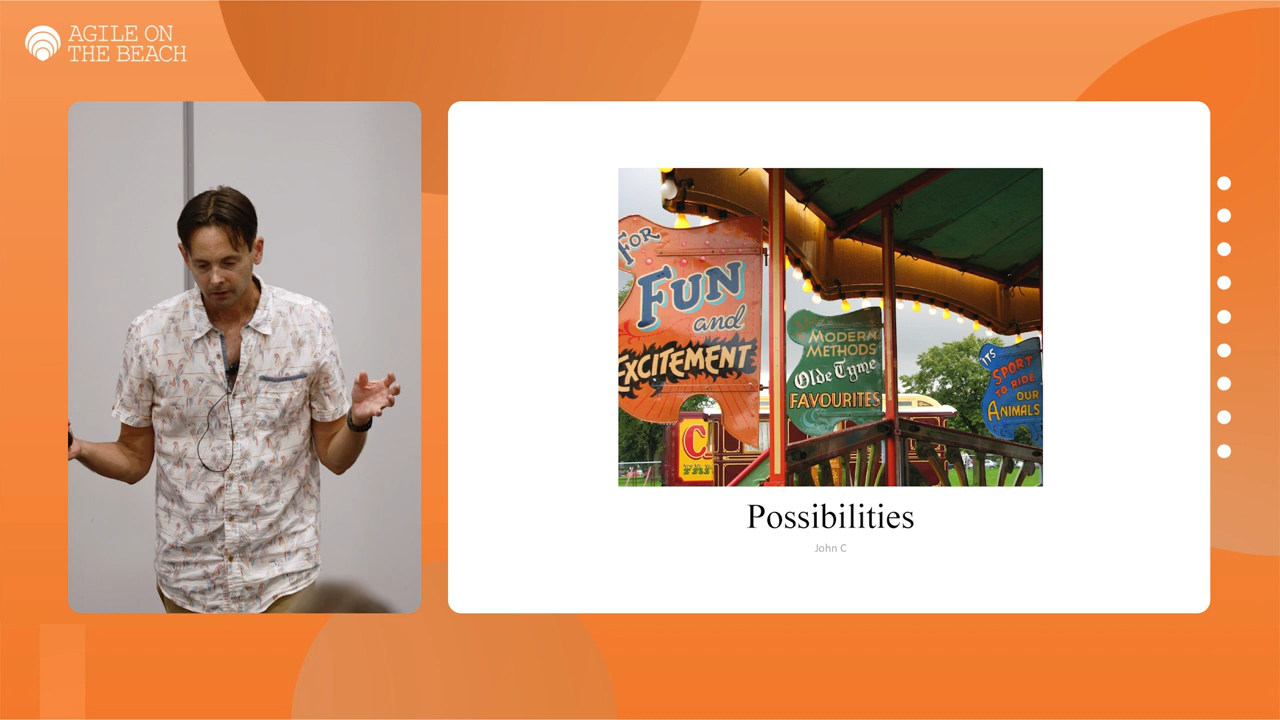 AGILE ON
THE BEACH
FOR
FUN
and
EXCITEMENT
MODERN
METHODS
Olde Tyme
FAVOURITES
IT'S
SPORT
TO RIDE
OUR
ANIMALS
Possibilities
John C